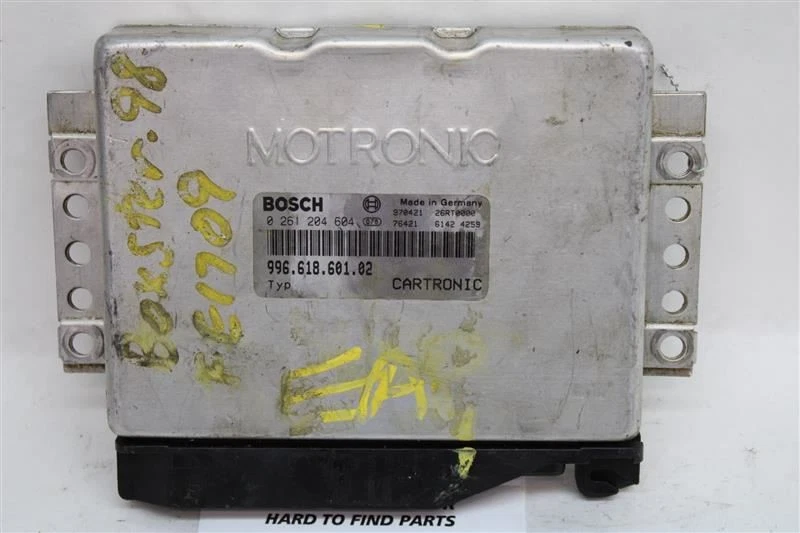 Boxster.98
FE1709
MOTRONIC
BOSCH Made in Germany
970421 26RT0000
0 261 204 604 076 76421 6142 4259
996.618.601.02
Typ CARTRONIC
HARD TO FIND PARTS